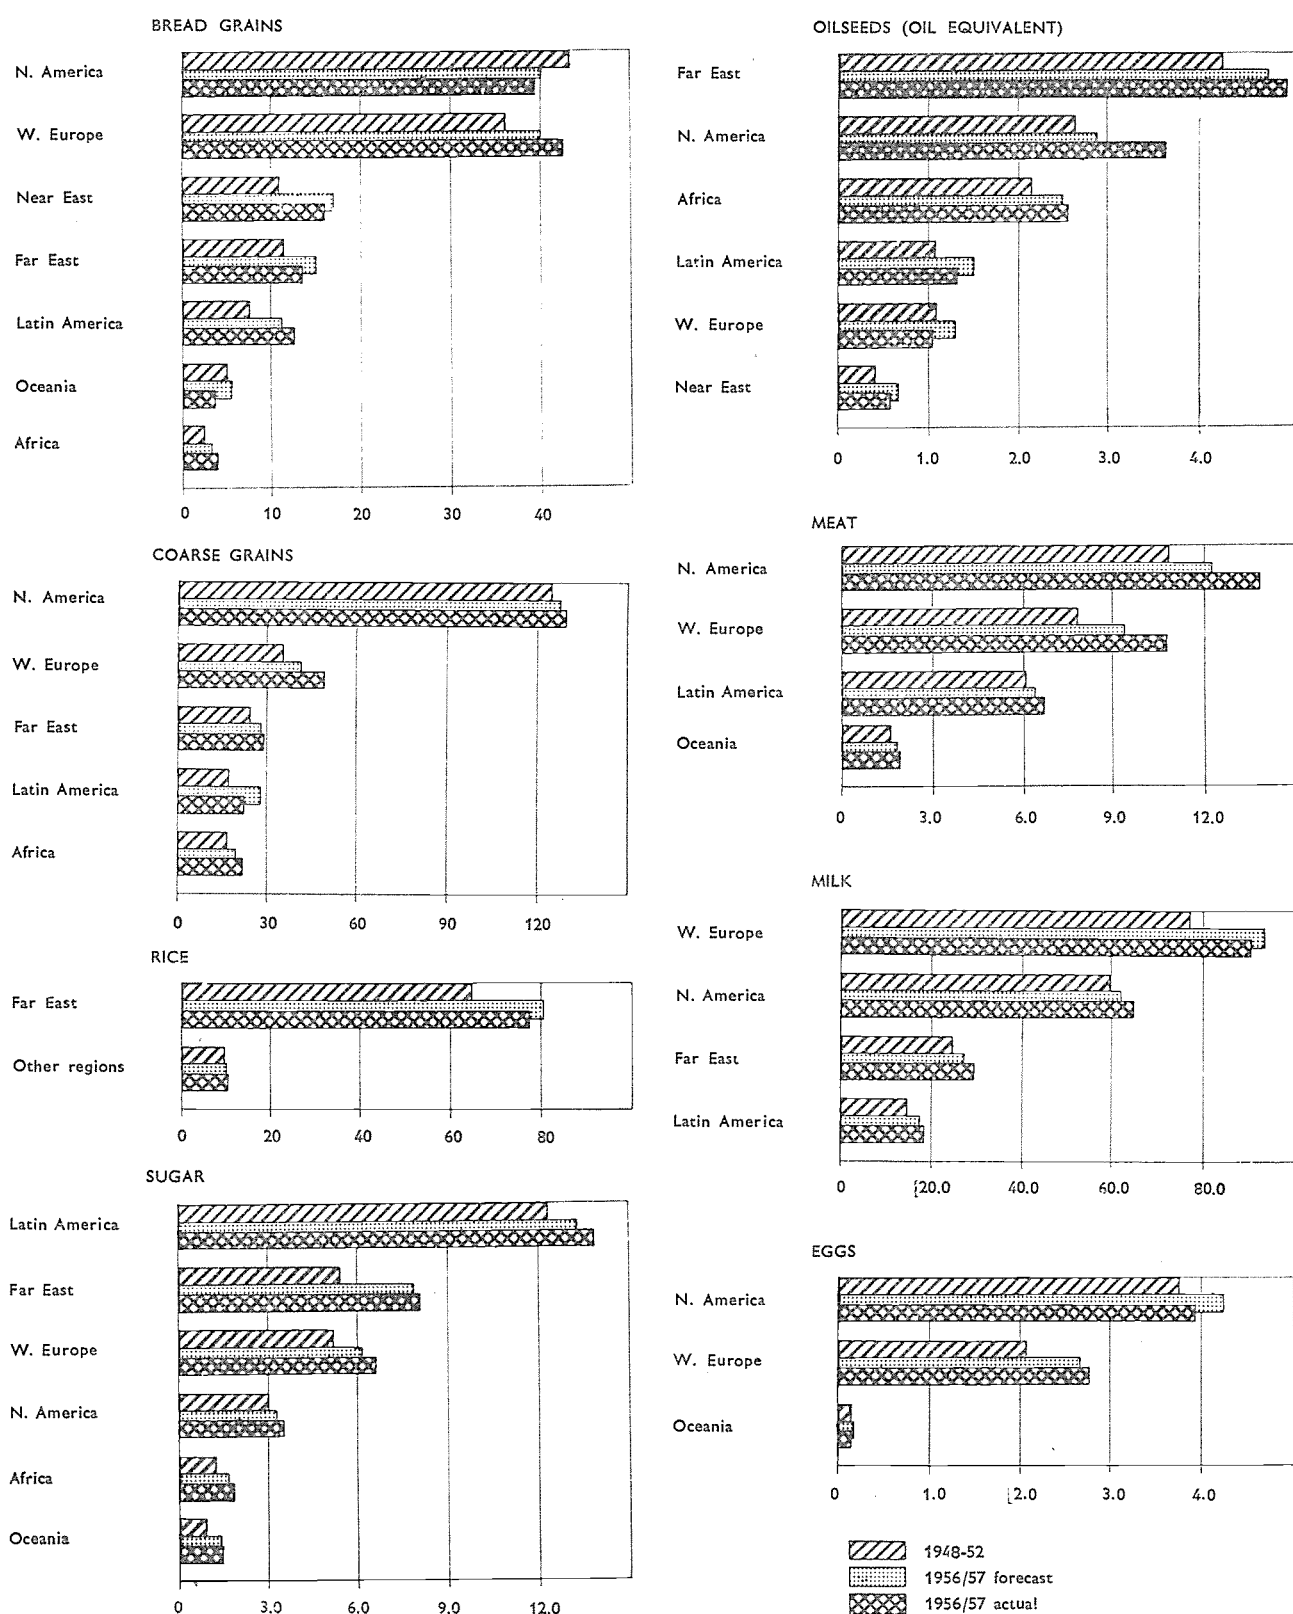 BREAD GRAINS
N. America
W. Europe
Near East
Far East
Latin America
Oceania
Africa
0 10 20 30 40
COARSE GRAINS
N. America
W. Europe
Far East
Latin America
Africa
0 30 60 90 120
RICE
Far East
Other regions
0 20 40 60 80
SUGAR
Latin America
Far East
W. Europe
N. America
Africa
Oceania
0 3.0 6.0 9.0 12.0
OILSEEDS (OIL EQUIVALENT)
Far East
N. America
Africa
Latin America
W. Europe
Near East
0 1.0 2.0 3.0 4.0
MEAT
N. America
W. Europe
Latin America
Oceania
0 3.0 6.0 9.0 12.0
MILK
W. Europe
N. America
Far East
Latin America
0 20.0 40.0 60.0 80.0
EGGS
N. America
W. Europe
Oceania
0 1.0 2.0 3.0 4.0
1948-52
1956/57 forecast
1956/57 actual